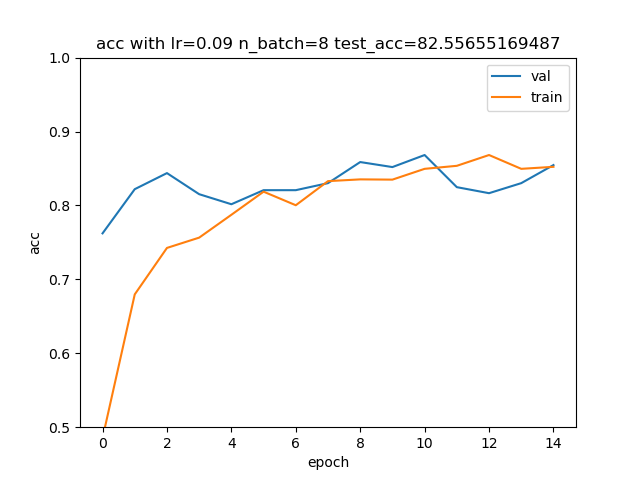 acc with lr=0.09 n_batch=8 test_acc=82.55655169487
val
train
1.0
0.9
0.8
0.7
0.6
0.5
acc
0 2 4 6 8 10 12 14
epoch